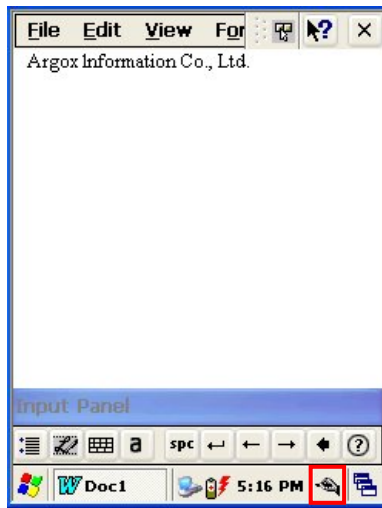 File Edit View For
Argox Information Co., Ltd.
Input Panel
a spc
Doc1 5:16 PM